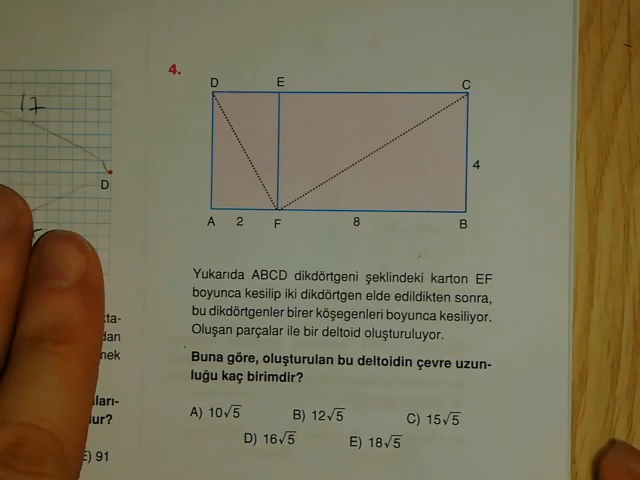 17
D
ta-
dan
nek
ları-
ur?
E) 91
4.
D E C
4
A 2 F 8 B
Yukarıda ABCD dikdörtgeni şeklindeki karton EF
boyunca kesilip iki dikdörtgen elde edildikten sonra,
bu dikdörtgenler birer köşegenleri boyunca kesiliyor.
Oluşan parçalar ile bir deltoid oluşturuluyor.
Buna göre, oluşturulan bu deltoidin çevre uzun-
luğu kaç birimdir?
A) 10√5 B) 12√5 C) 15√5
D) 16√5 E) 18√5